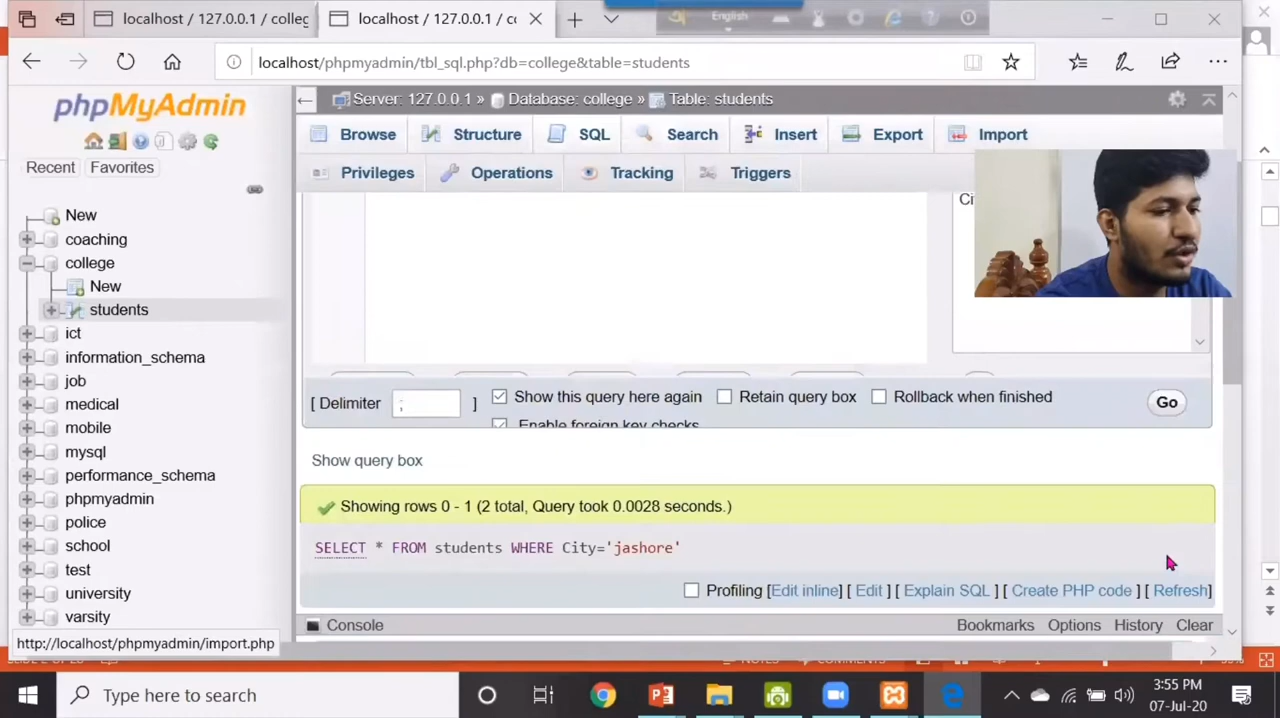 localhost / 127.0.0.1 / colleg
localhost / 127.0.0.1 / cc
English
localhost/phpmyadmin/tbl_sql.php?db=college&table=students
phpMyAdmin
Recent Favorites
New
coaching
college
New
students
ict
information_schema
job
medical
mobile
mysql
performance_schema
phpmyadmin
police
school
test
university
varsity
http://localhost/phpmyadmin/import.php
Server: 127.0.0.1 » Database: college » Table: students
Browse Structure SQL Search Insert Export Import
Privileges Operations Tracking Triggers
Ci
[ Delimiter ; ] Show this query here again Retain query box Rollback when finished Go
Enable foreign key checks
Show query box
Showing rows 0 - 1 (2 total, Query took 0.0028 seconds.)
SELECT * FROM students WHERE City='jashore'
Profiling [Edit inline] [ Edit ] [ Explain SQL ] [ Create PHP code ] [ Refresh]
Console Bookmarks Options History Clear
NOTES COMMENTS
Type here to search
3:55 PM
07-Jul-20